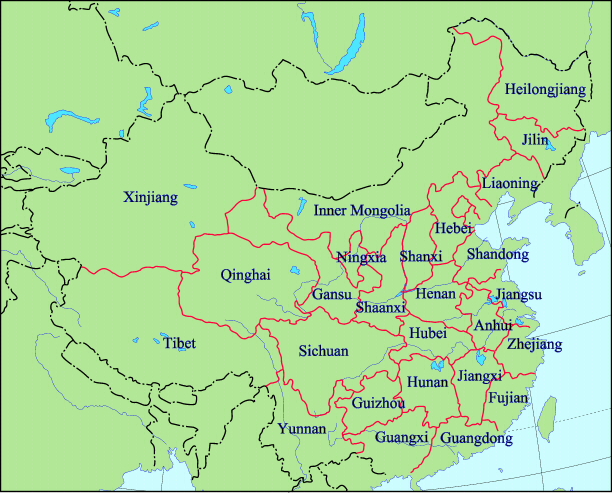 Heilongjiang
Jilin
Liaoning
Xinjiang
Inner Mongolia
Hebei
Ningxia
Shanxi
Shandong
Qinghai
Gansu
Shaanxi
Henan
Jiangsu
Anhui
Hubei
Zhejiang
Tibet
Sichuan
Hunan
Jiangxi
Fujian
Guizhou
Yunnan
Guangxi
Guangdong